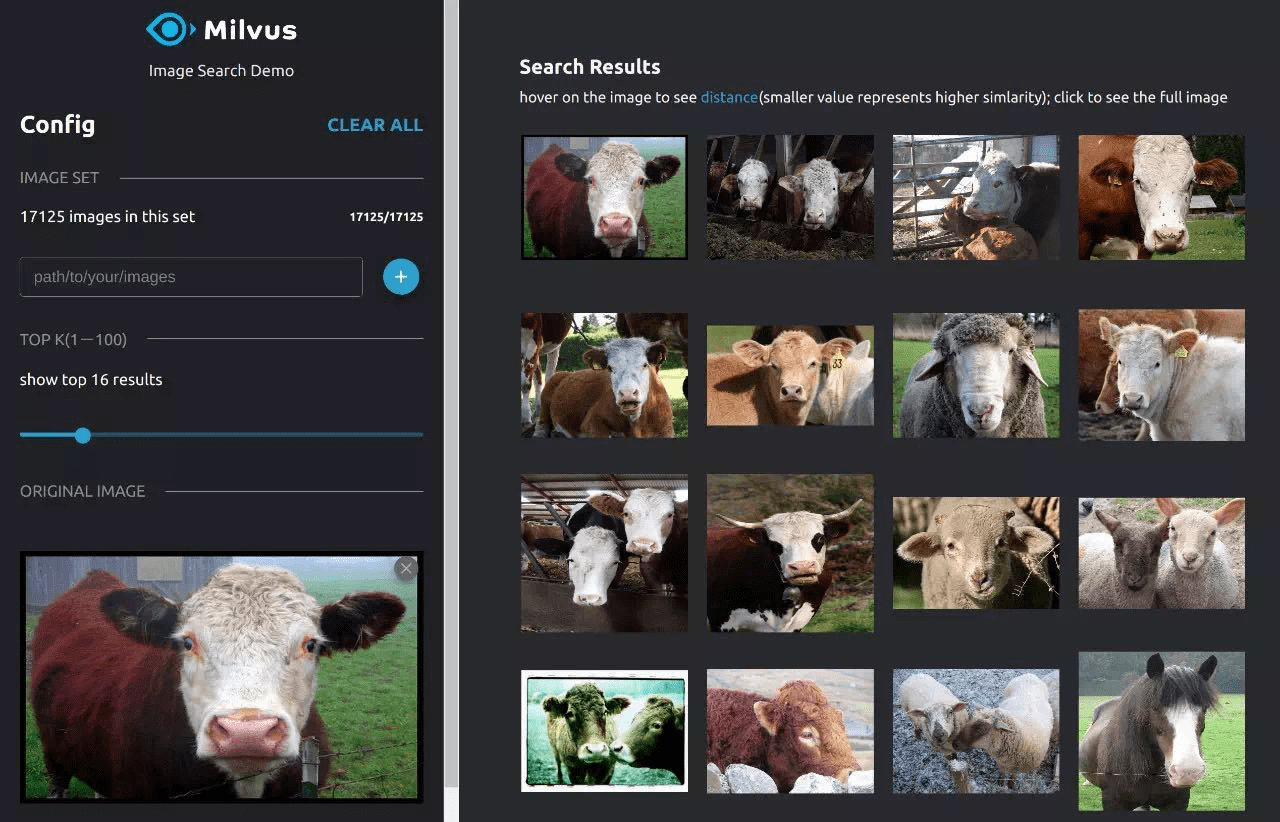 Milvus
Image Search Demo
Config
CLEAR ALL
IMAGE SET
17125 images in this set
17125/17125
path/to/your/images
+
TOP K(1—100)
show top 16 results
ORIGINAL IMAGE
Search Results
hover on the image to see distance(smaller value represents higher simlarity); click to see the full image
33